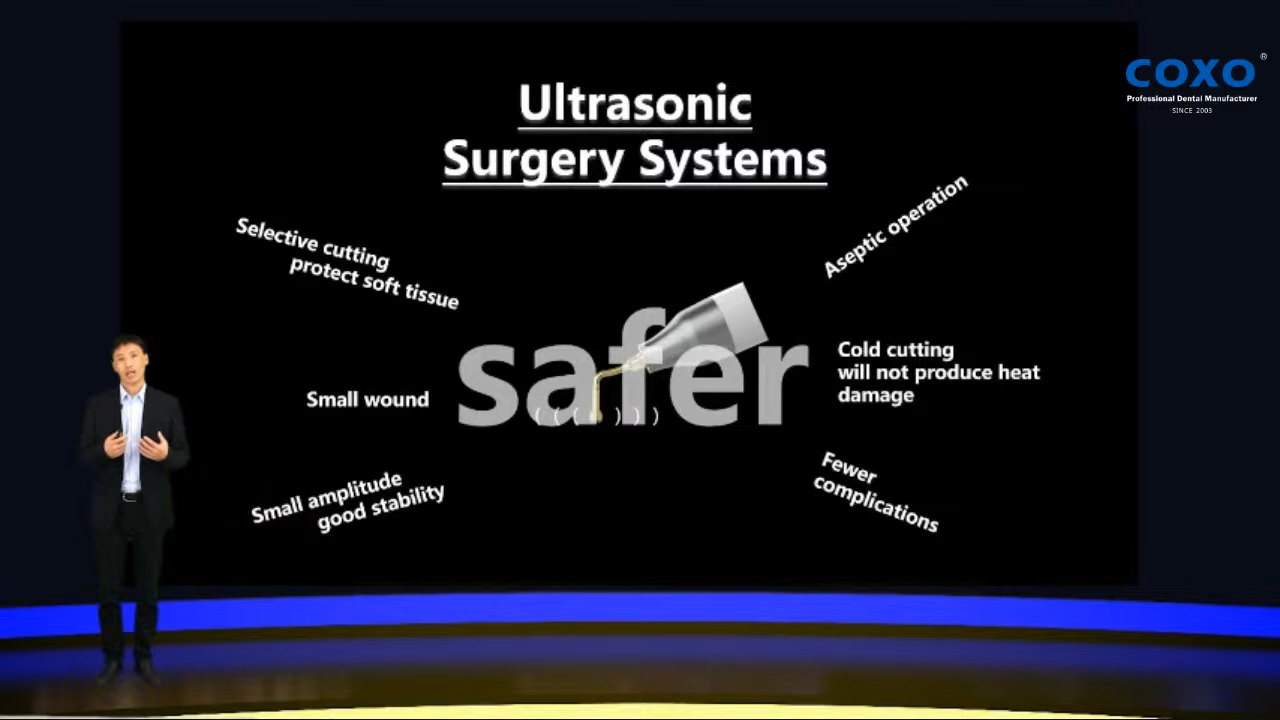 COXO®
Professional Dental Manufacturer
SINCE 2003
Ultrasonic
Surgery Systems
Selective cutting
protect soft tissue
Aseptic operation
safer
Small wound
Cold cutting
will not produce heat
damage
Small amplitude
good stability
Fewer
complications